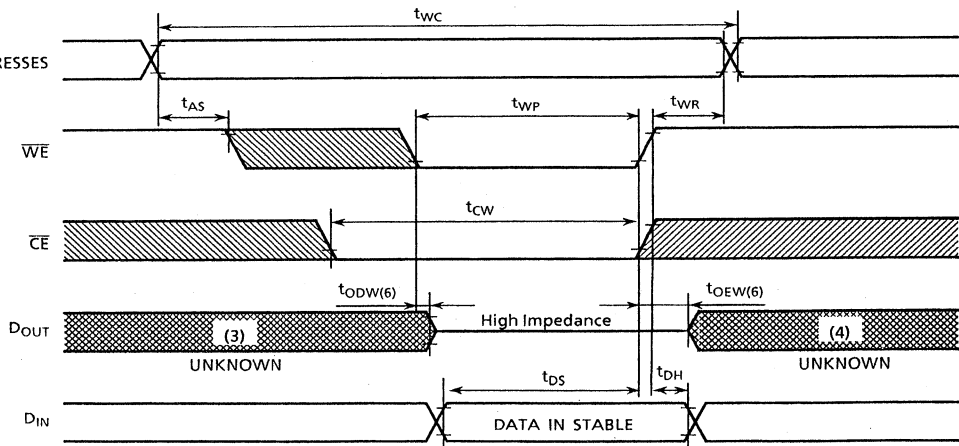 tWC
RESSES
tAS
tWP
tWR
WE
tCW
CE
tODW(6)
tOEW(6)
DOUT
(3)
High Impedance
(4)
UNKNOWN
UNKNOWN
tDS
tDH
DIN
DATA IN STABLE